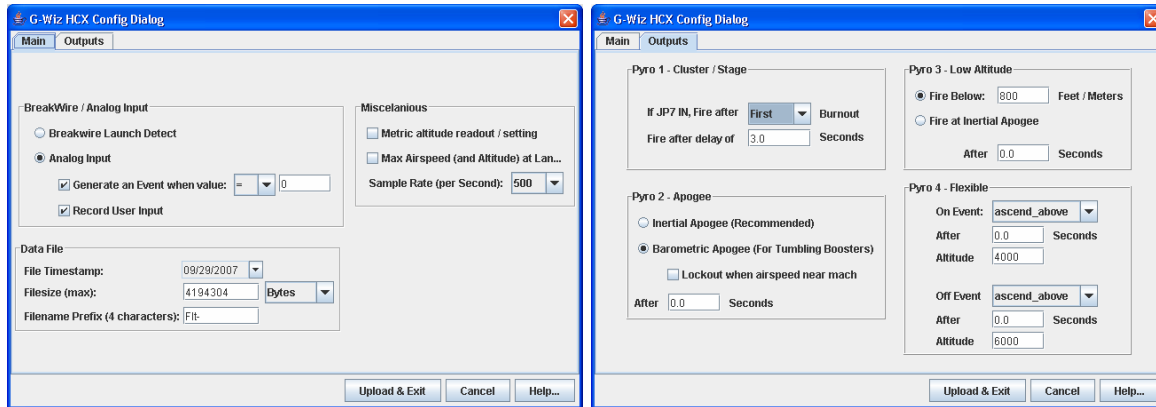 G-Wiz HCX Config Dialog
Main Outputs
BreakWire / Analog Input
Breakwire Launch Detect
Analog Input
Generate an Event when value: = 0
Record User Input
Miscelanious
Metric altitude readout / setting
Max Airspeed (and Altitude) at Lan...
Sample Rate (per Second): 500
Data File
File Timestamp: 09/29/2007
Filesize (max): 4194304 Bytes
Filename Prefix (4 characters): Flt-
Upload & Exit Cancel Help...
G-Wiz HCX Config Dialog
Main Outputs
Pyro 1 - Cluster / Stage
If JP7 IN, Fire after First Burnout
Fire after delay of 3.0 Seconds
Pyro 2 - Apogee
Inertial Apogee (Recommended)
Barometric Apogee (For Tumbling Boosters)
Lockout when airspeed near mach
After 0.0 Seconds
Pyro 3 - Low Altitude
Fire Below: 800 Feet / Meters
Fire at Inertial Apogee
After 0.0 Seconds
Pyro 4 - Flexible
On Event: ascend_above
After 0.0 Seconds
Altitude 4000
Off Event ascend_above
After 0.0 Seconds
Altitude 6000
Upload & Exit Cancel Help...